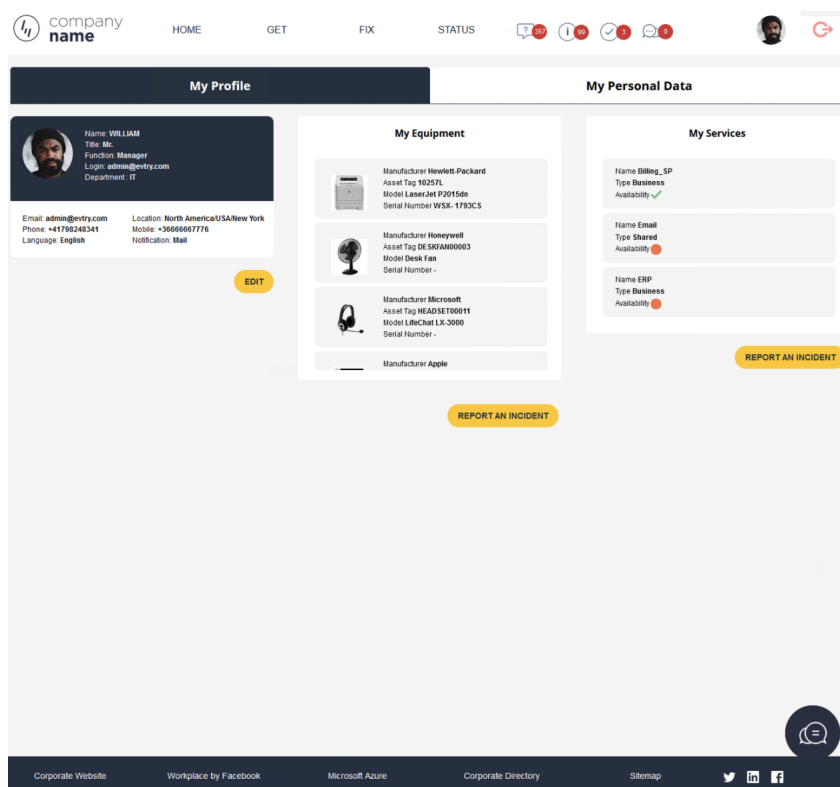 company
name
HOME
GET
FIX
STATUS
?
357
i
99
3
0
My Profile
My Personal Data
Name: WILLIAM
Title: Mr.
Function: Manager
Login: admin@evtry.com
Department : IT
Email: admin@evtry.com
Phone: +41798248341
Language: English
Location: North America/USA/New York
Mobile: +36666667776
Notification: Mail
EDIT
My Equipment
Manufacturer Hewlett-Packard
Asset Tag 10257L
Model LaserJet P2015dn
Serial Number WSX- 1793CS
Manufacturer Honeywell
Asset Tag DESKFAN00003
Model Desk Fan
Serial Number -
Manufacturer Microsoft
Asset Tag HEADSET00011
Model LifeChat LX-3000
Serial Number -
Manufacturer Apple
REPORT AN INCIDENT
My Services
Name Billing_SP
Type Business
Availability
Name Email
Type Shared
Availability
Name ERP
Type Business
Availability
REPORT AN INCIDENT
Corporate Website
Workplace by Facebook
Microsoft Azure
Corporate Directory
Sitemap